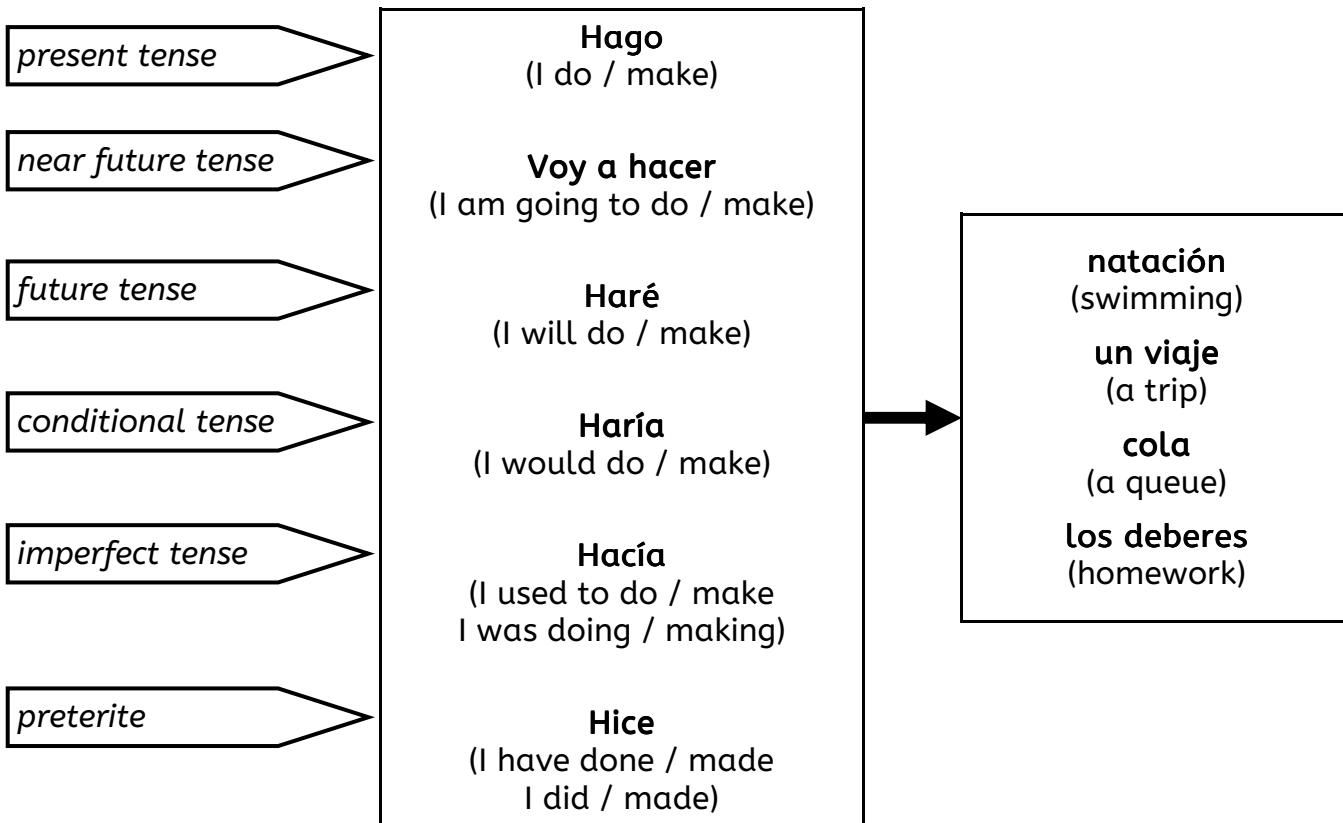 present tense
Hago
(I do / make)
near future tense
Voy a hacer
(I am going to do / make)
future tense
Haré
(I will do / make)
conditional tense
Haría
(I would do / make)
imperfect tense
Hacía
(I used to do / make
I was doing / making)
preterite
Hice
(I have done / made
I did / made)
natación
(swimming)
un viaje
(a trip)
cola
(a queue)
los deberes
(homework)